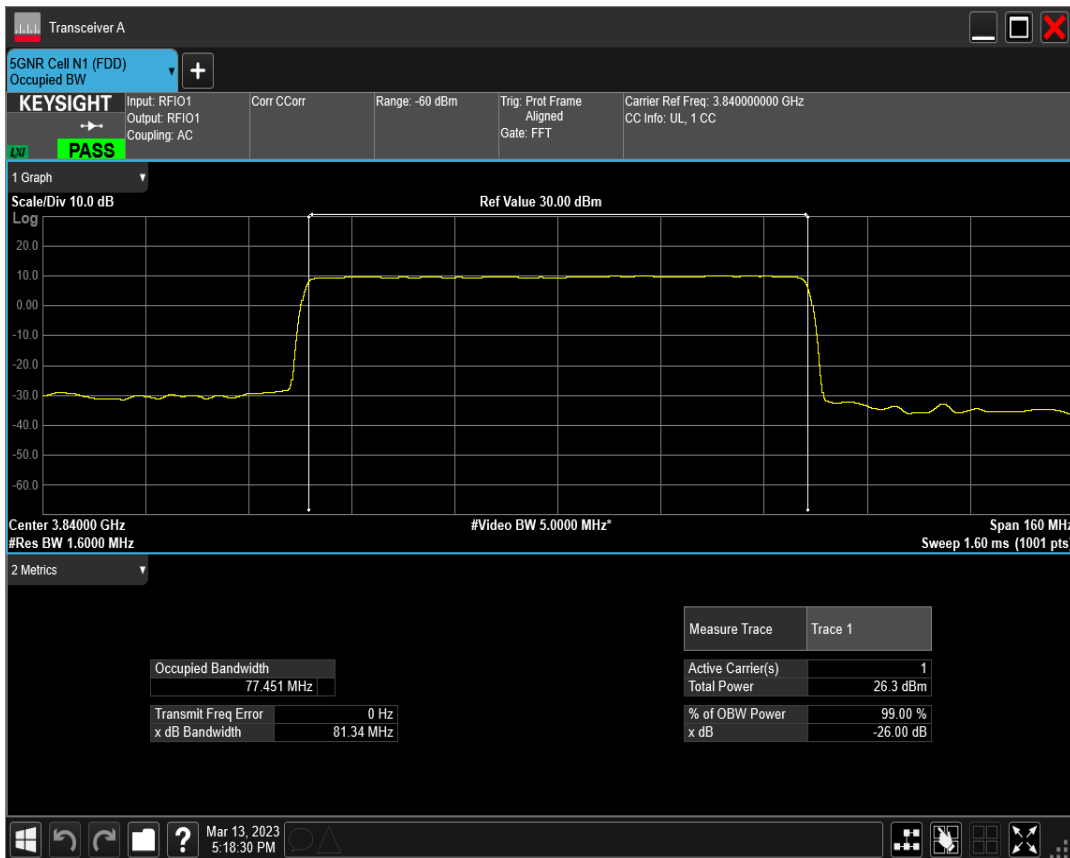 Transceiver A
5GNR Cell N1 (FDD)
Occupied BW
+
KEYSIGHT
LXI
PASS
Input: RFIO1
Output: RFIO1
Coupling: AC
Corr CCorr
Range: -60 dBm
Trig: Prot Frame
Aligned
Gate: FFT
Carrier Ref Freq: 3.840000000 GHz
CC Info: UL, 1 CC
1 Graph
Scale/Div 10.0 dB
Ref Value 30.00 dBm
Log
20.0
10.0
0.00
-10.0
-20.0
-30.0
-40.0
-50.0
-60.0
Center 3.84000 GHz
#Video BW 5.0000 MHz*
Span 160 MHz
#Res BW 1.6000 MHz
Sweep 1.60 ms (1001 pts)
2 Metrics
Measure Trace
Trace 1
Occupied Bandwidth
77.451 MHz
Active Carrier(s) 1
Total Power 26.3 dBm
Transmit Freq Error 0 Hz
x dB Bandwidth 81.34 MHz
% of OBW Power 99.00 %
x dB -26.00 dB
?
Mar 13, 2023
5:18:30 PM